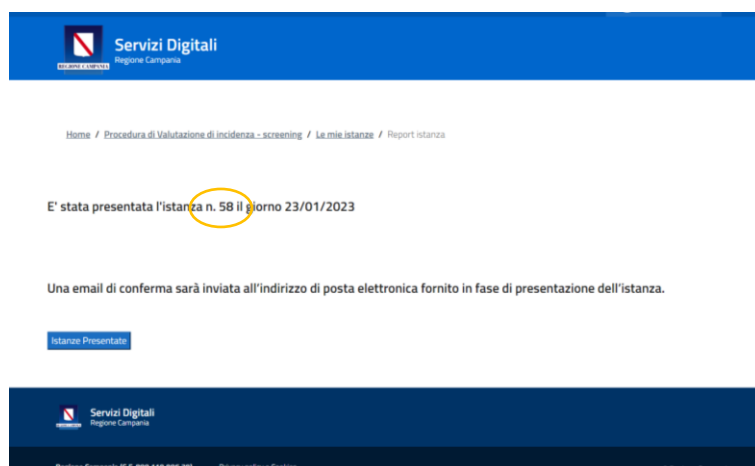 Servizi Digitali
Regione Campania
REGIONE CAMPANIA
Home / Procedura di Valutazione di incidenza - screening / Le mie istanze / Report istanza
E' stata presentata l'istanza n. 58 il giorno 23/01/2023
Una email di conferma sarà inviata all'indirizzo di posta elettronica fornito in fase di presentazione dell'istanza.
Istanze Presentate
Servizi Digitali
Regione Campania